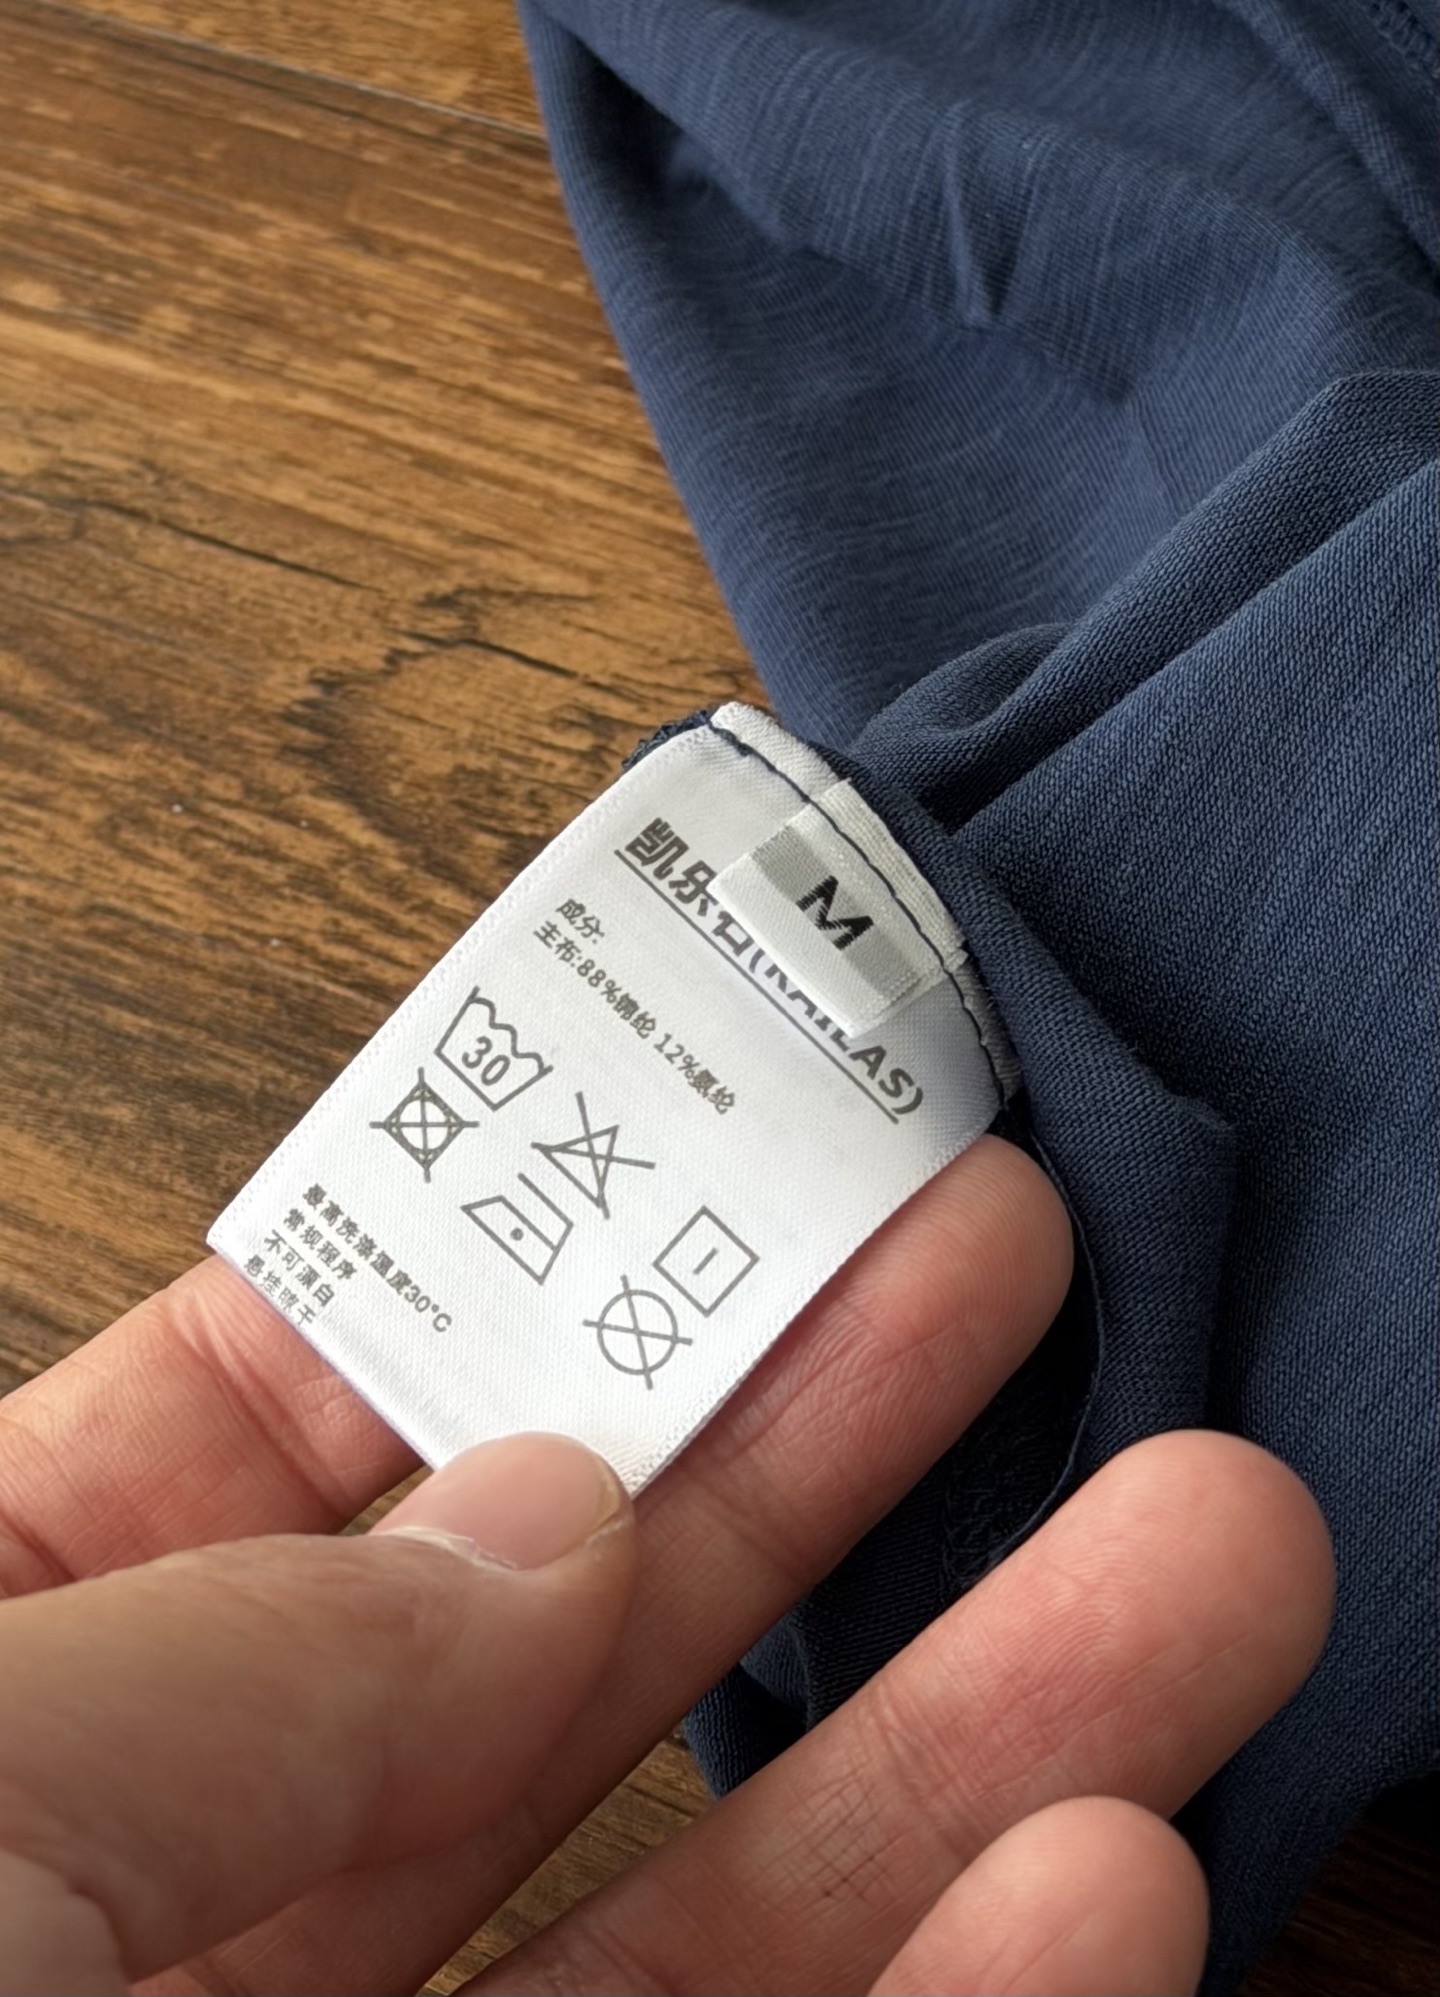 凯乐石(KAILAS)
M
成分:
主布:88%锦纶 12%氨纶
30
最高洗涤温度30°C
常规程序
不可漂白
悬挂晾干